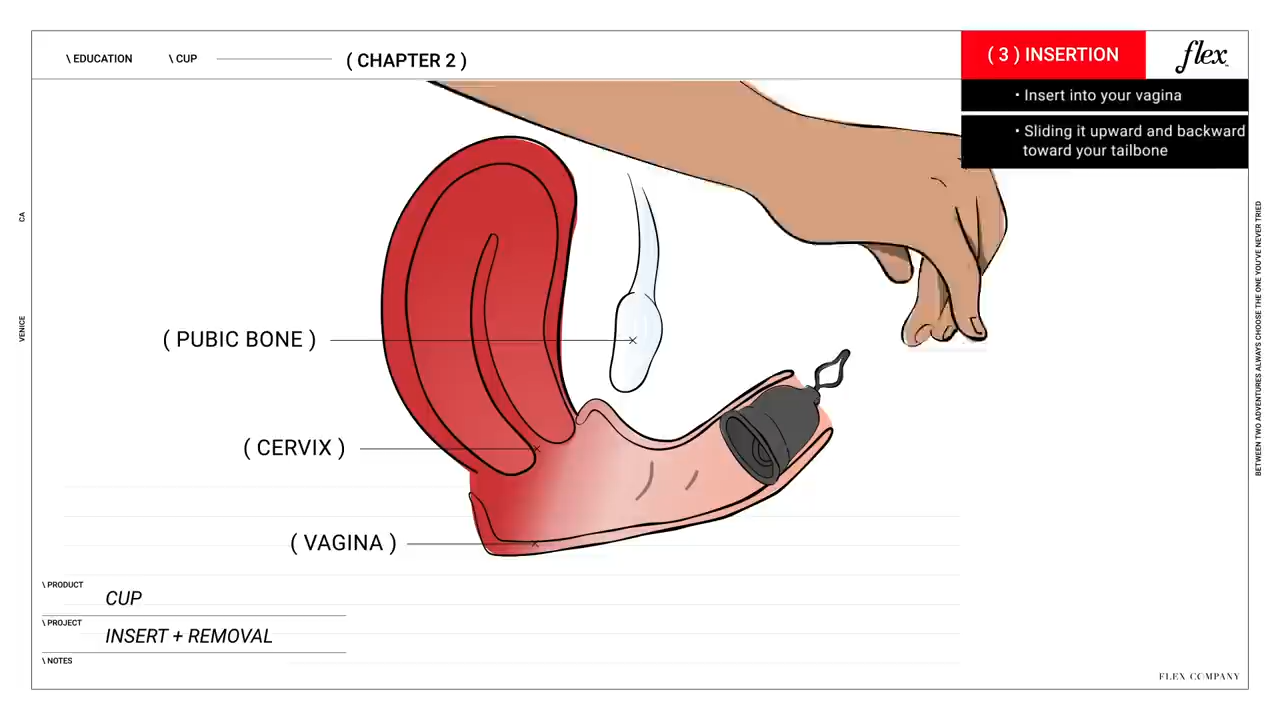 \ EDUCATION
\ CUP
( CHAPTER 2 )
( 3 ) INSERTION
flex
• Insert into your vagina
• Sliding it upward and backward
toward your tailbone
CA
VENICE
BETWEEN TWO ADVENTURES ALWAYS CHOOSE THE ONE YOU'VE NEVER TRIED
( PUBIC BONE )
( CERVIX )
( VAGINA )
\ PRODUCT
CUP
\ PROJECT
INSERT + REMOVAL
\ NOTES
FLEX COMPANY